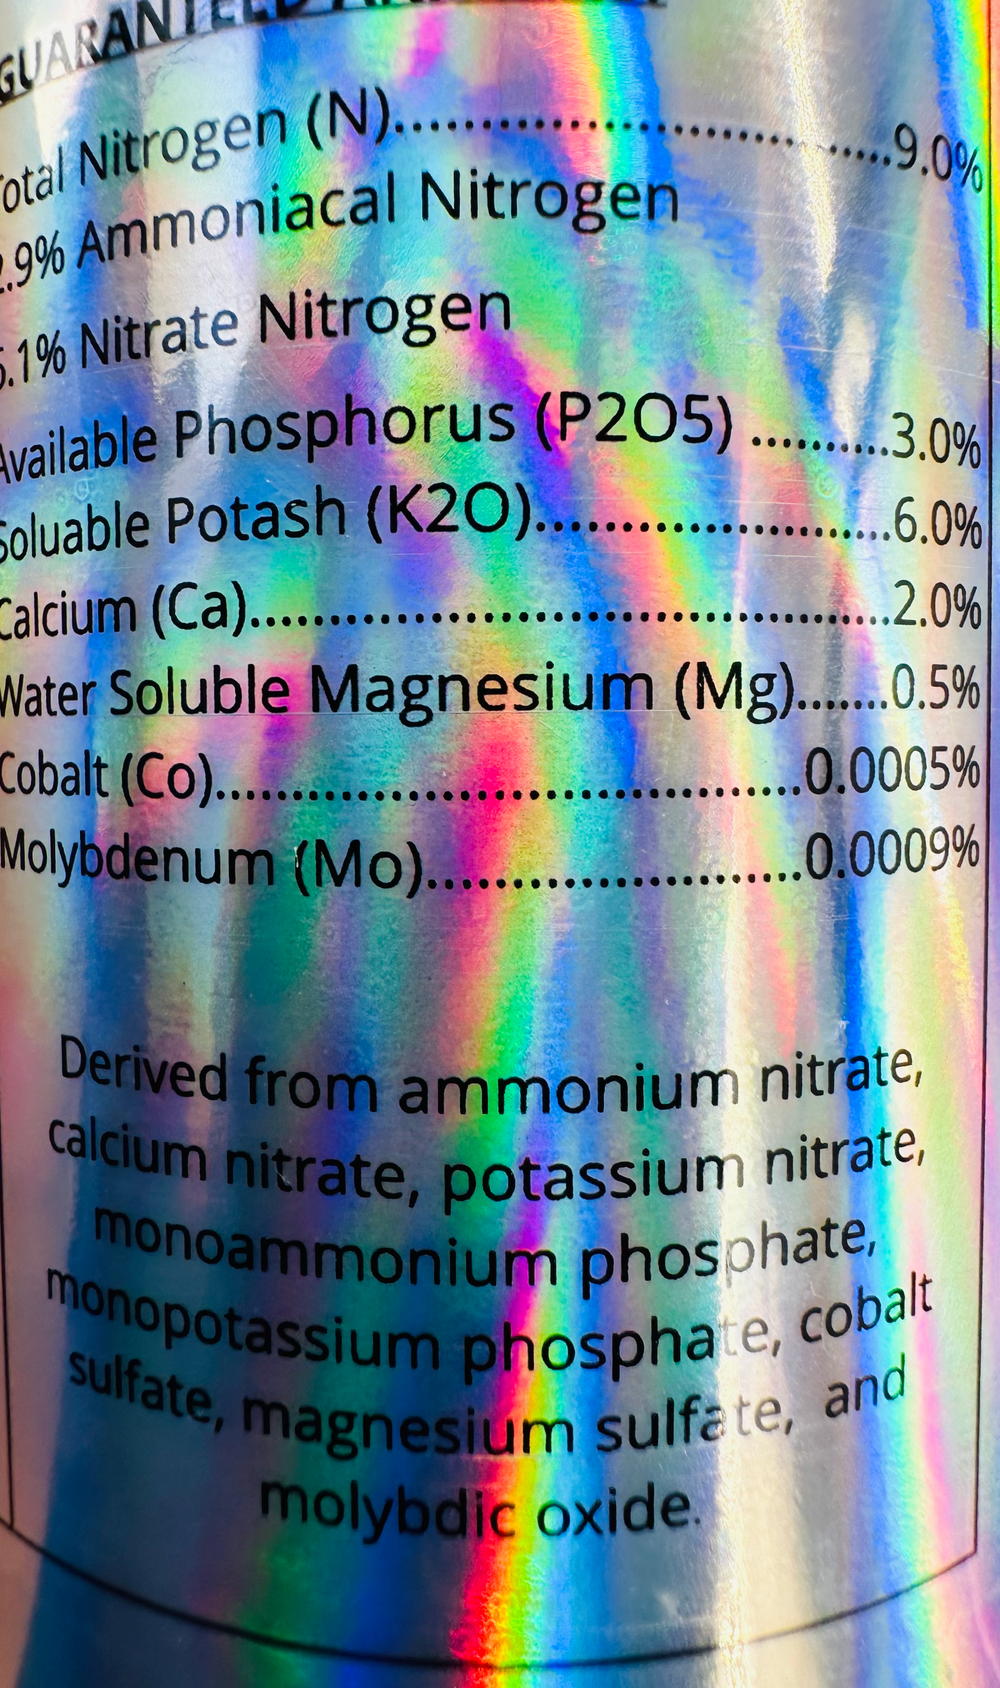 GUARANTEED
Total Nitrogen (N)..........................................9.0%
2.9% Ammoniacal Nitrogen
6.1% Nitrate Nitrogen
Available Phosphorus (P2O5) ..........3.0%
Soluable Potash (K2O)..........................6.0%
Calcium (Ca)...............................................2.0%
Water Soluble Magnesium (Mg).......0.5%
Cobalt (Co)..........................................0.0005%
Molybdenum (Mo)...........................0.0009%
Derived from ammonium nitrate,
calcium nitrate, potassium nitrate,
monoammonium phosphate,
monopotassium phosphate, cobalt
sulfate, magnesium sulfate, and
molybdic oxide.